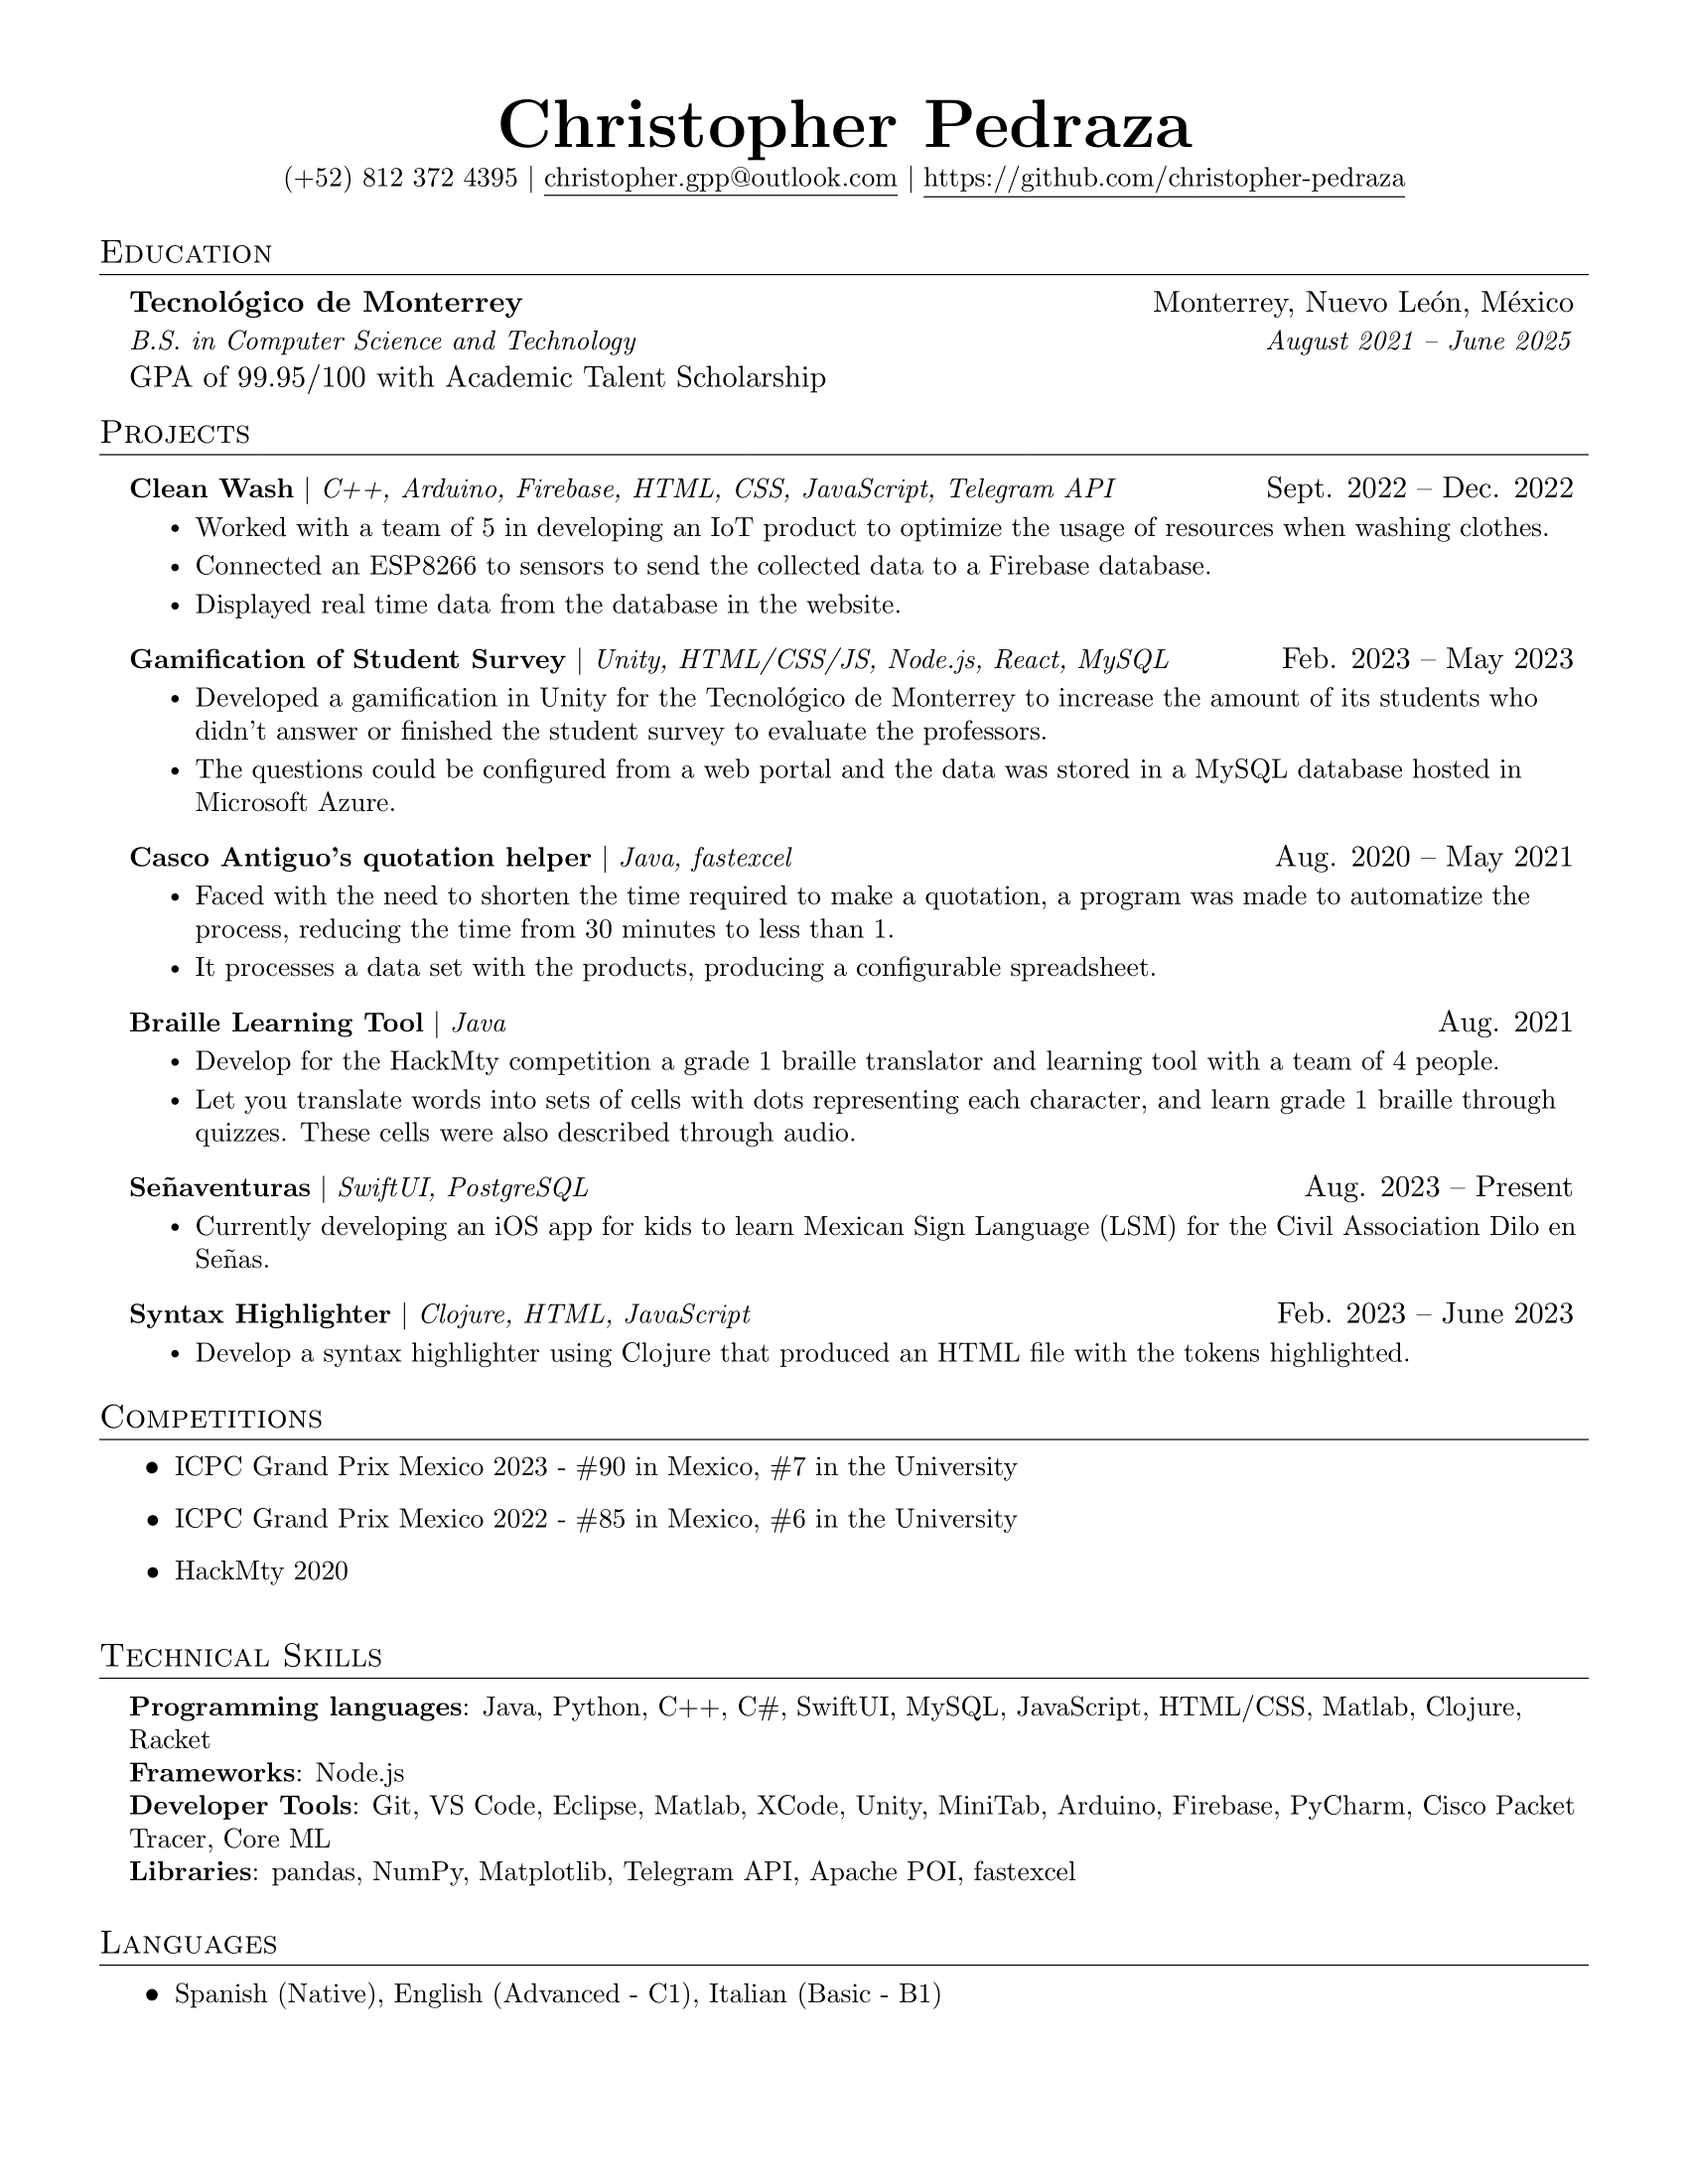 Christopher Pedraza
(+52) 812 372 4395 | christopher.gpp@outlook.com | https://github.com/christopher-pedraza
Education
Tecnológico de Monterrey Monterrey, Nuevo León, México
B.S. in Computer Science and Technology August 2021 – June 2025
GPA of 99.95/100 with Academic Talent Scholarship
Projects
Clean Wash | C++, Arduino, Firebase, HTML, CSS, JavaScript, Telegram API Sept. 2022 – Dec. 2022
• Worked with a team of 5 in developing an IoT product to optimize the usage of resources when washing clothes.
• Connected an ESP8266 to sensors to send the collected data to a Firebase database.
• Displayed real time data from the database in the website.
Gamification of Student Survey | Unity, HTML/CSS/JS, Node.js, React, MySQL Feb. 2023 – May 2023
• Developed a gamification in Unity for the Tecnológico de Monterrey to increase the amount of its students who
didn't answer or finished the student survey to evaluate the professors.
• The questions could be configured from a web portal and the data was stored in a MySQL database hosted in
Microsoft Azure.
Casco Antiguo's quotation helper | Java, fastexcel Aug. 2020 – May 2021
• Faced with the need to shorten the time required to make a quotation, a program was made to automatize the
process, reducing the time from 30 minutes to less than 1.
• It processes a data set with the products, producing a configurable spreadsheet.
Braille Learning Tool | Java Aug. 2021
• Develop for the HackMty competition a grade 1 braille translator and learning tool with a team of 4 people.
• Let you translate words into sets of cells with dots representing each character, and learn grade 1 braille through
quizzes. These cells were also described through audio.
Señaventuras | SwiftUI, PostgreSQL Aug. 2023 – Present
• Currently developing an iOS app for kids to learn Mexican Sign Language (LSM) for the Civil Association Dilo en
Señas.
Syntax Highlighter | Clojure, HTML, JavaScript Feb. 2023 – June 2023
• Develop a syntax highlighter using Clojure that produced an HTML file with the tokens highlighted.
Competitions
• ICPC Grand Prix Mexico 2023 - #90 in Mexico, #7 in the University
• ICPC Grand Prix Mexico 2022 - #85 in Mexico, #6 in the University
• HackMty 2020
Technical Skills
Programming languages: Java, Python, C++, C#, SwiftUI, MySQL, JavaScript, HTML/CSS, Matlab, Clojure,
Racket
Frameworks: Node.js
Developer Tools: Git, VS Code, Eclipse, Matlab, XCode, Unity, MiniTab, Arduino, Firebase, PyCharm, Cisco Packet
Tracer, Core ML
Libraries: pandas, NumPy, Matplotlib, Telegram API, Apache POI, fastexcel
Languages
• Spanish (Native), English (Advanced - C1), Italian (Basic - B1)